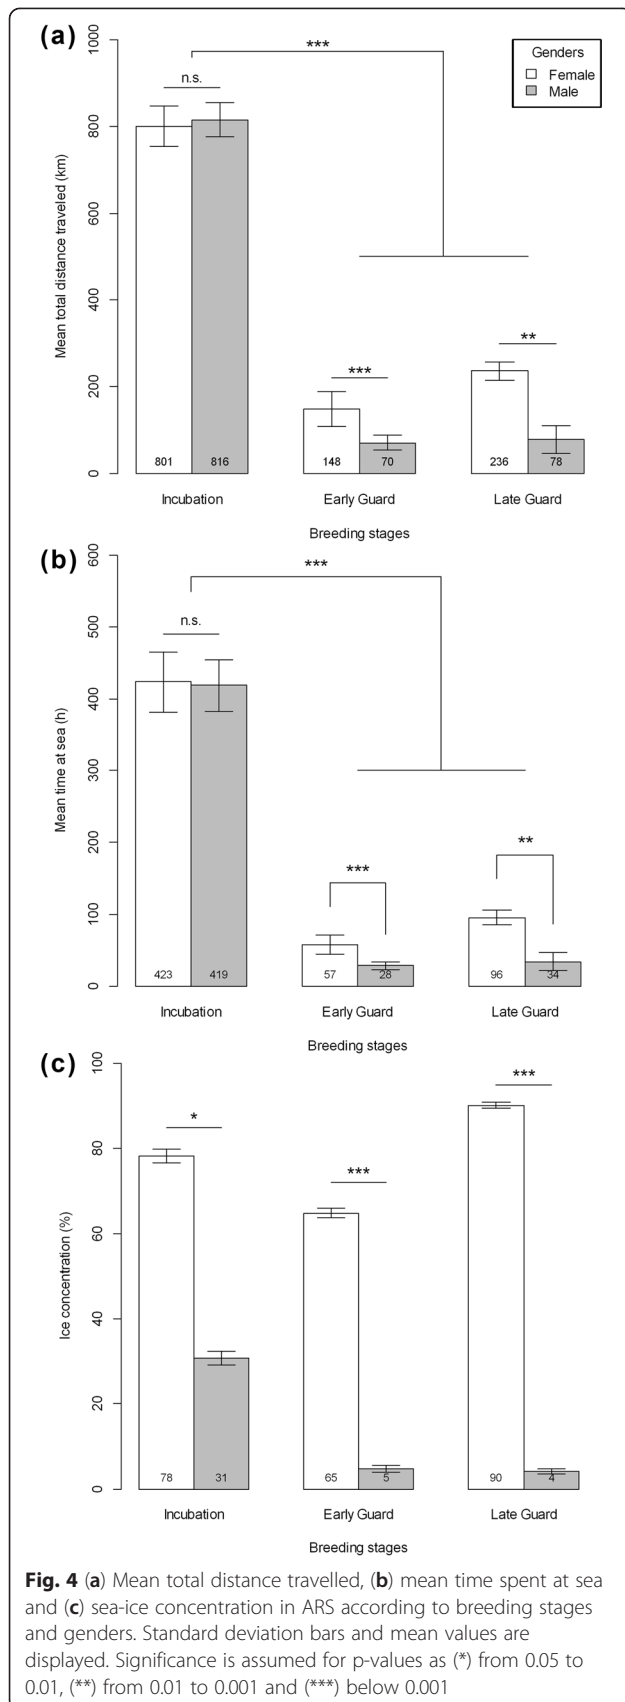 (a)
1000
800
600
400
200
0
Mean total distance traveled (km)
***
n.s.
***
**
Genders
Female
Male
801 816 148 70 236 78
Incubation Early Guard Late Guard
Breeding stages
(b)
600
500
400
300
200
100
0
Mean time at sea (h)
***
n.s.
***
**
423 419 57 28 96 34
Incubation Early Guard Late Guard
Breeding stages
(c)
100
80
60
40
20
0
Ice concentration (%)
*
***
***
78 31 65 5 90 4
Incubation Early Guard Late Guard
Breeding stages
Fig. 4 (a) Mean total distance travelled, (b) mean time spent at sea
and (c) sea-ice concentration in ARS according to breeding stages
and genders. Standard deviation bars and mean values are
displayed. Significance is assumed for p-values as (*) from 0.05 to
0.01, (**) from 0.01 to 0.001 and (***) below 0.001